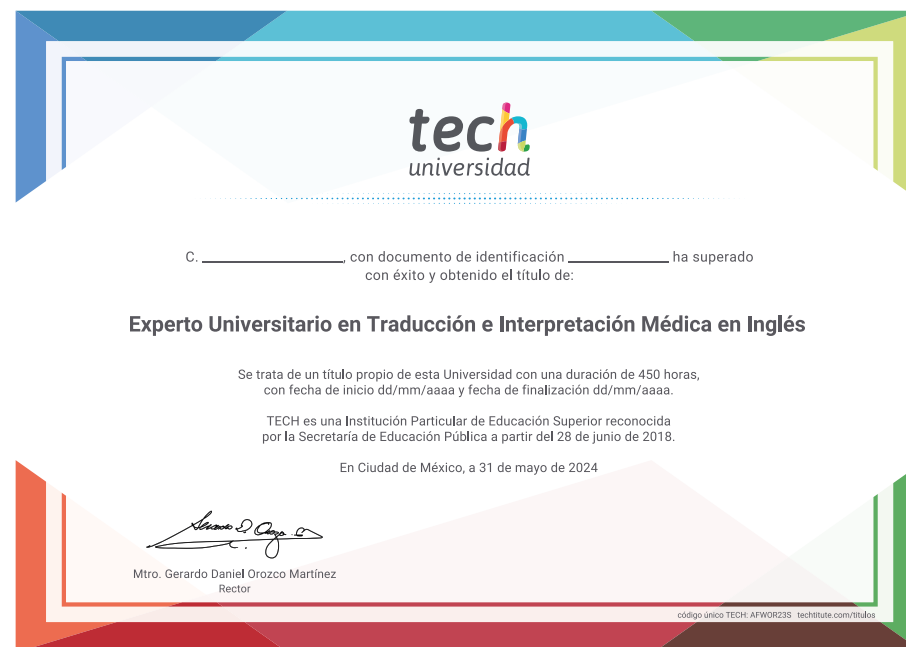 tech
universidad
C. ____________, con documento de identificación ____________ ha superado
con éxito y obtenido el título de:
Experto Universitario en Traducción e Interpretación Médica en Inglés
Se trata de un título propio de esta Universidad con una duración de 450 horas,
con fecha de inicio dd/mm/aaaa y fecha de finalización dd/mm/aaaa.
TECH es una Institución Particular de Educación Superior reconocida
por la Secretaría de Educación Pública a partir del 28 de junio de 2018.
En Ciudad de México, a 31 de mayo de 2024
Mtro. Gerardo Daniel Orozco Martínez
Rector
código único TECH: AFWOR23S techtitute.com/titulos